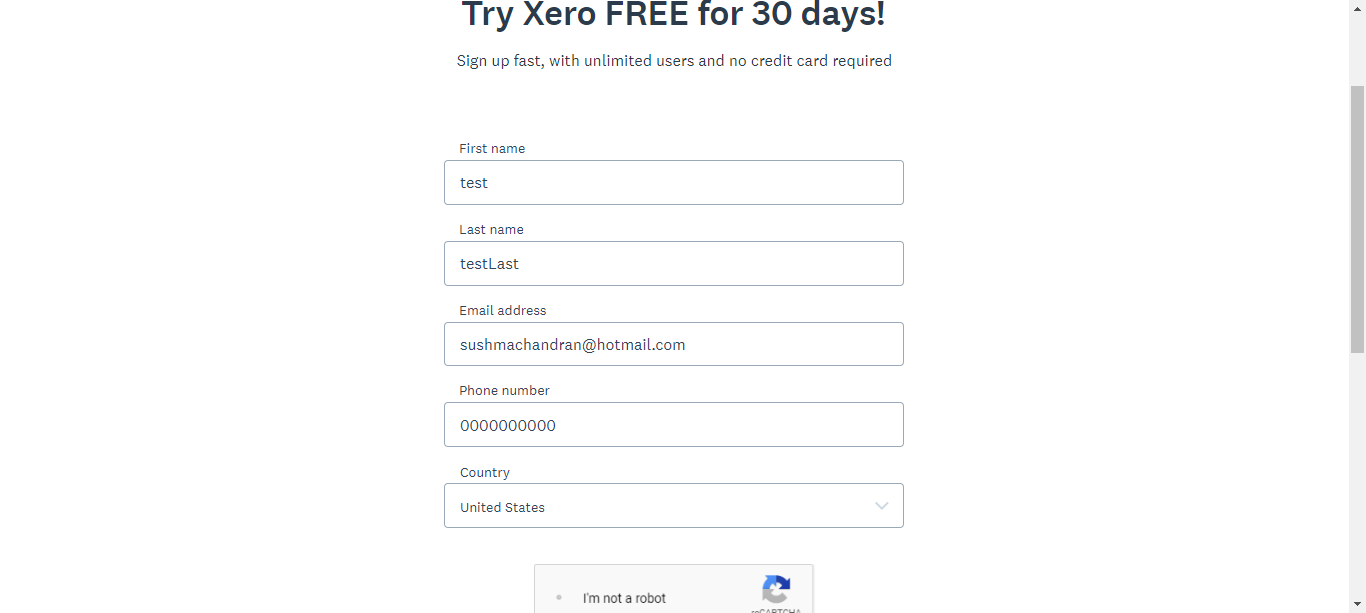 Try Xero FREE for 30 days!
Sign up fast, with unlimited users and no credit card required
First name
test
Last name
testLast
Email address
sushmachandran@hotmail.com
Phone number
0000000000
Country
United States
I'm not a robot
reCAPTCHA